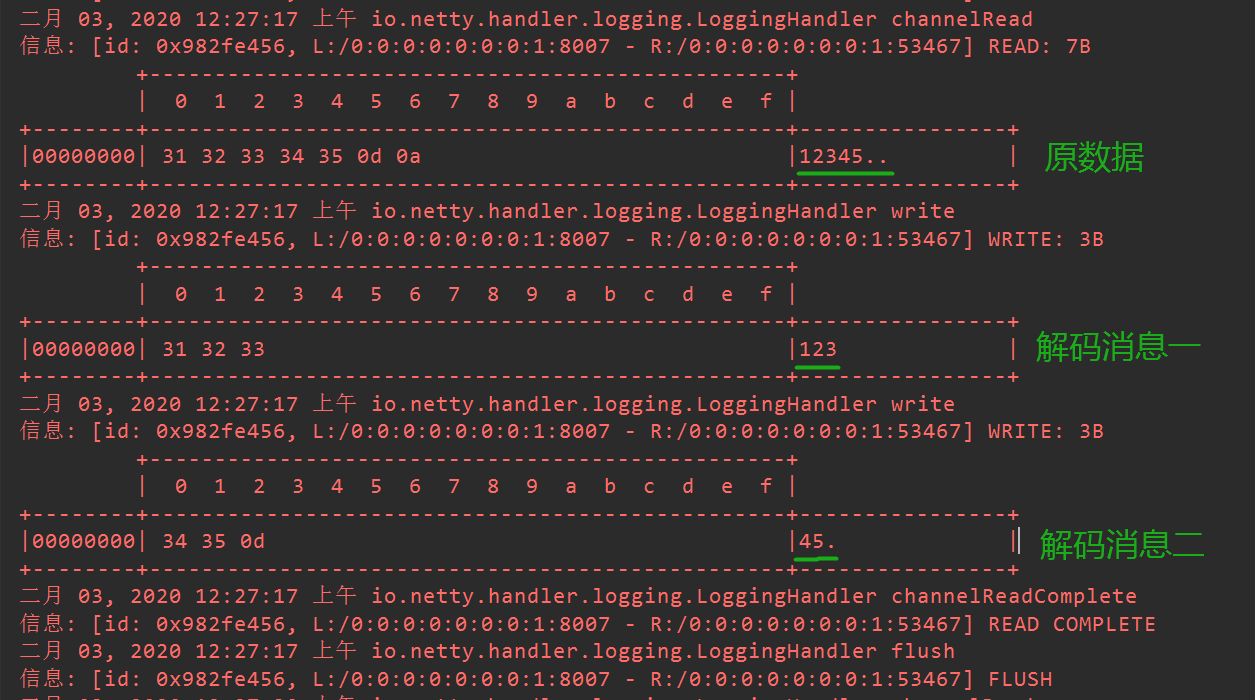 二月 03, 2020 12:27:17 上午 io.netty.handler.logging.LoggingHandler channelRead
信息: [id: 0x982fe456, L:/0:0:0:0:0:0:0:1:8007 - R:/0:0:0:0:0:0:0:1:53467] READ: 7B
         +-------------------------------------------------+
         |  0  1  2  3  4  5  6  7  8  9  a  b  c  d  e  f |
+--------+-------------------------------------------------+----------------+
|00000000| 31 32 33 34 35 0d 0a                            |12345..         | 原数据
+--------+-------------------------------------------------+----------------+
二月 03, 2020 12:27:17 上午 io.netty.handler.logging.LoggingHandler write
信息: [id: 0x982fe456, L:/0:0:0:0:0:0:0:1:8007 - R:/0:0:0:0:0:0:0:1:53467] WRITE: 3B
         +-------------------------------------------------+
         |  0  1  2  3  4  5  6  7  8  9  a  b  c  d  e  f |
+--------+-------------------------------------------------+----------------+
|00000000| 31 32 33                                        |123             | 解码消息一
+--------+-------------------------------------------------+----------------+
二月 03, 2020 12:27:17 上午 io.netty.handler.logging.LoggingHandler write
信息: [id: 0x982fe456, L:/0:0:0:0:0:0:0:1:8007 - R:/0:0:0:0:0:0:0:1:53467] WRITE: 3B
         +-------------------------------------------------+
         |  0  1  2  3  4  5  6  7  8  9  a  b  c  d  e  f |
+--------+-------------------------------------------------+----------------+
|00000000| 34 35 0d                                        |45.             | 解码消息二
+--------+-------------------------------------------------+----------------+
二月 03, 2020 12:27:17 上午 io.netty.handler.logging.LoggingHandler channelReadComplete
信息: [id: 0x982fe456, L:/0:0:0:0:0:0:0:1:8007 - R:/0:0:0:0:0:0:0:1:53467] READ COMPLETE
二月 03, 2020 12:27:17 上午 io.netty.handler.logging.LoggingHandler flush
信息: [id: 0x982fe456, L:/0:0:0:0:0:0:0:1:8007 - R:/0:0:0:0:0:0:0:1:53467] FLUSH